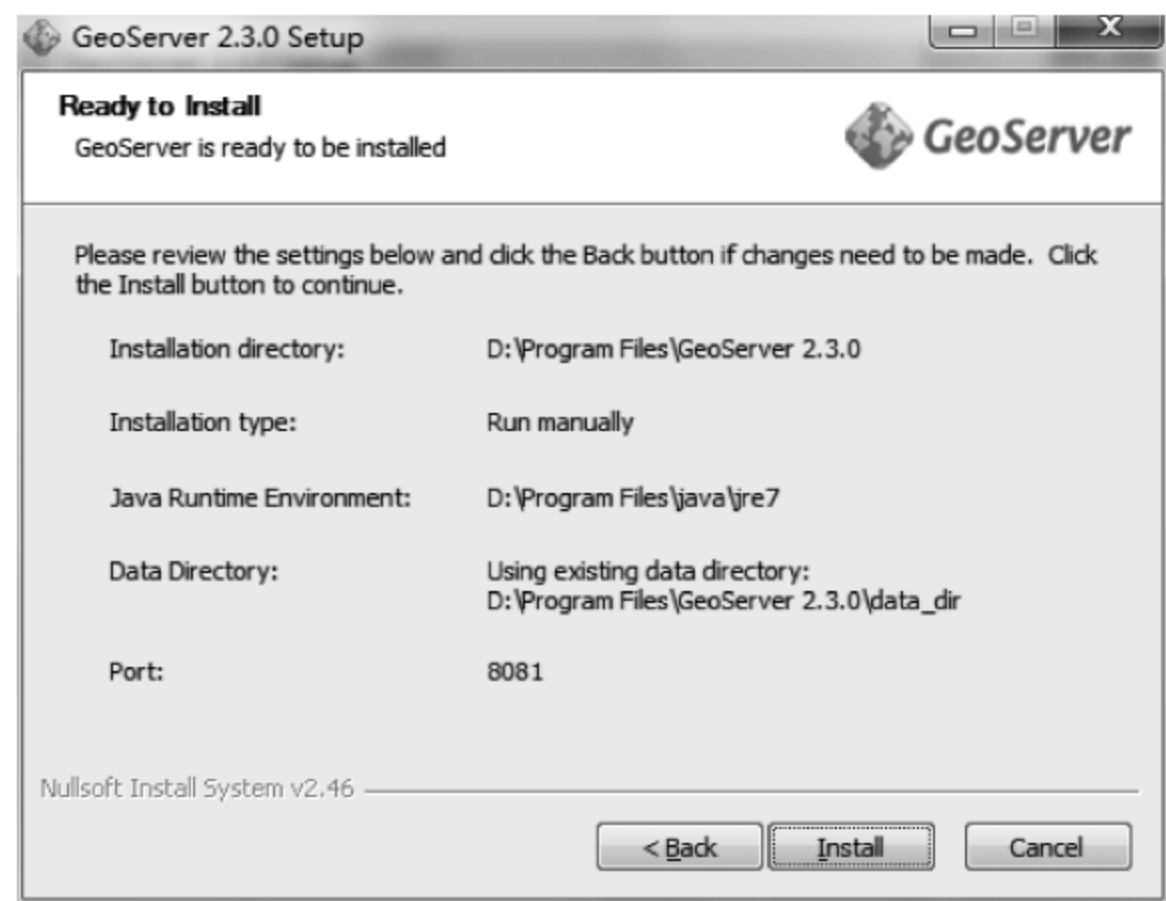 GeoServer 2.3.0 Setup
Ready to Install
GeoServer is ready to be installed
GeoServer
Please review the settings below and click the Back button if changes need to be made. Click
the Install button to continue.
Installation directory: D:\Program Files\GeoServer 2.3.0
Installation type: Run manually
Java Runtime Environment: D:\Program Files\java\jre7
Data Directory: Using existing data directory:
D:\Program Files\GeoServer 2.3.0\data_dir
Port: 8081
Nullsoft Install System v2.46
< Back Install Cancel